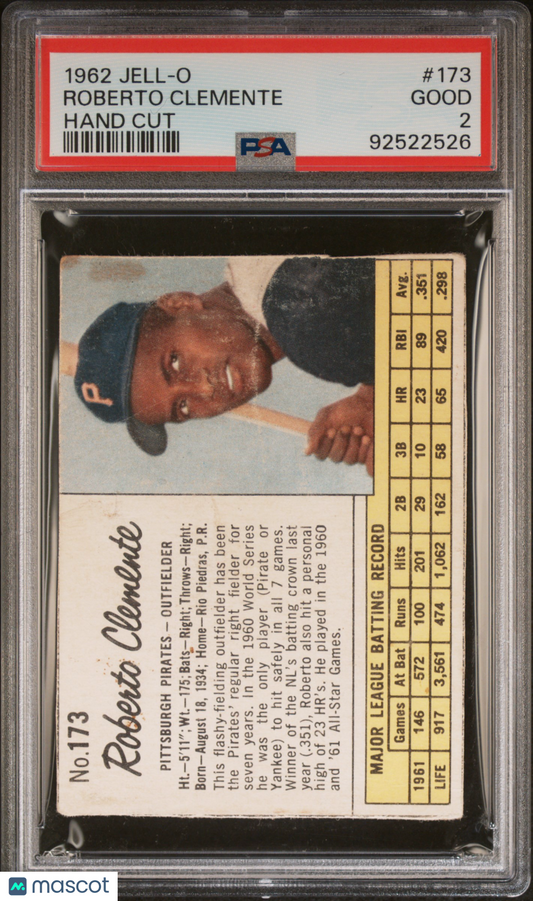 1962 JELL-O #173
ROBERTO CLEMENTE GOOD
HAND CUT 2
PSA 92522526
P
No.173
Roberto Clemente
PITTSBURGH PIRATES — OUTFIELDER
Ht.—5'11"; Wt.—175; Bats—Right; Throws—Right;
Born—August 18, 1934; Home—Rio Piedras, P.R.
This flashy-fielding outfielder has been
the Pirates' regular right fielder for
seven years. In the 1960 World Series
he was the only player (Pirate or
Yankee) to hit safely in all 7 games.
Winner of the NL's batting crown last
year (.351), Roberto also hit a personal
high of 23 HR's. He played in the 1960
and '61 All-Star Games.
MAJOR LEAGUE BATTING RECORD
Games At Bat Runs Hits 2B 3B HR RBI Avg.
1961 146 572 100 201 29 10 23 89 .351
LIFE 917 3,561 474 1,062 162 58 65 420 .298
mascot